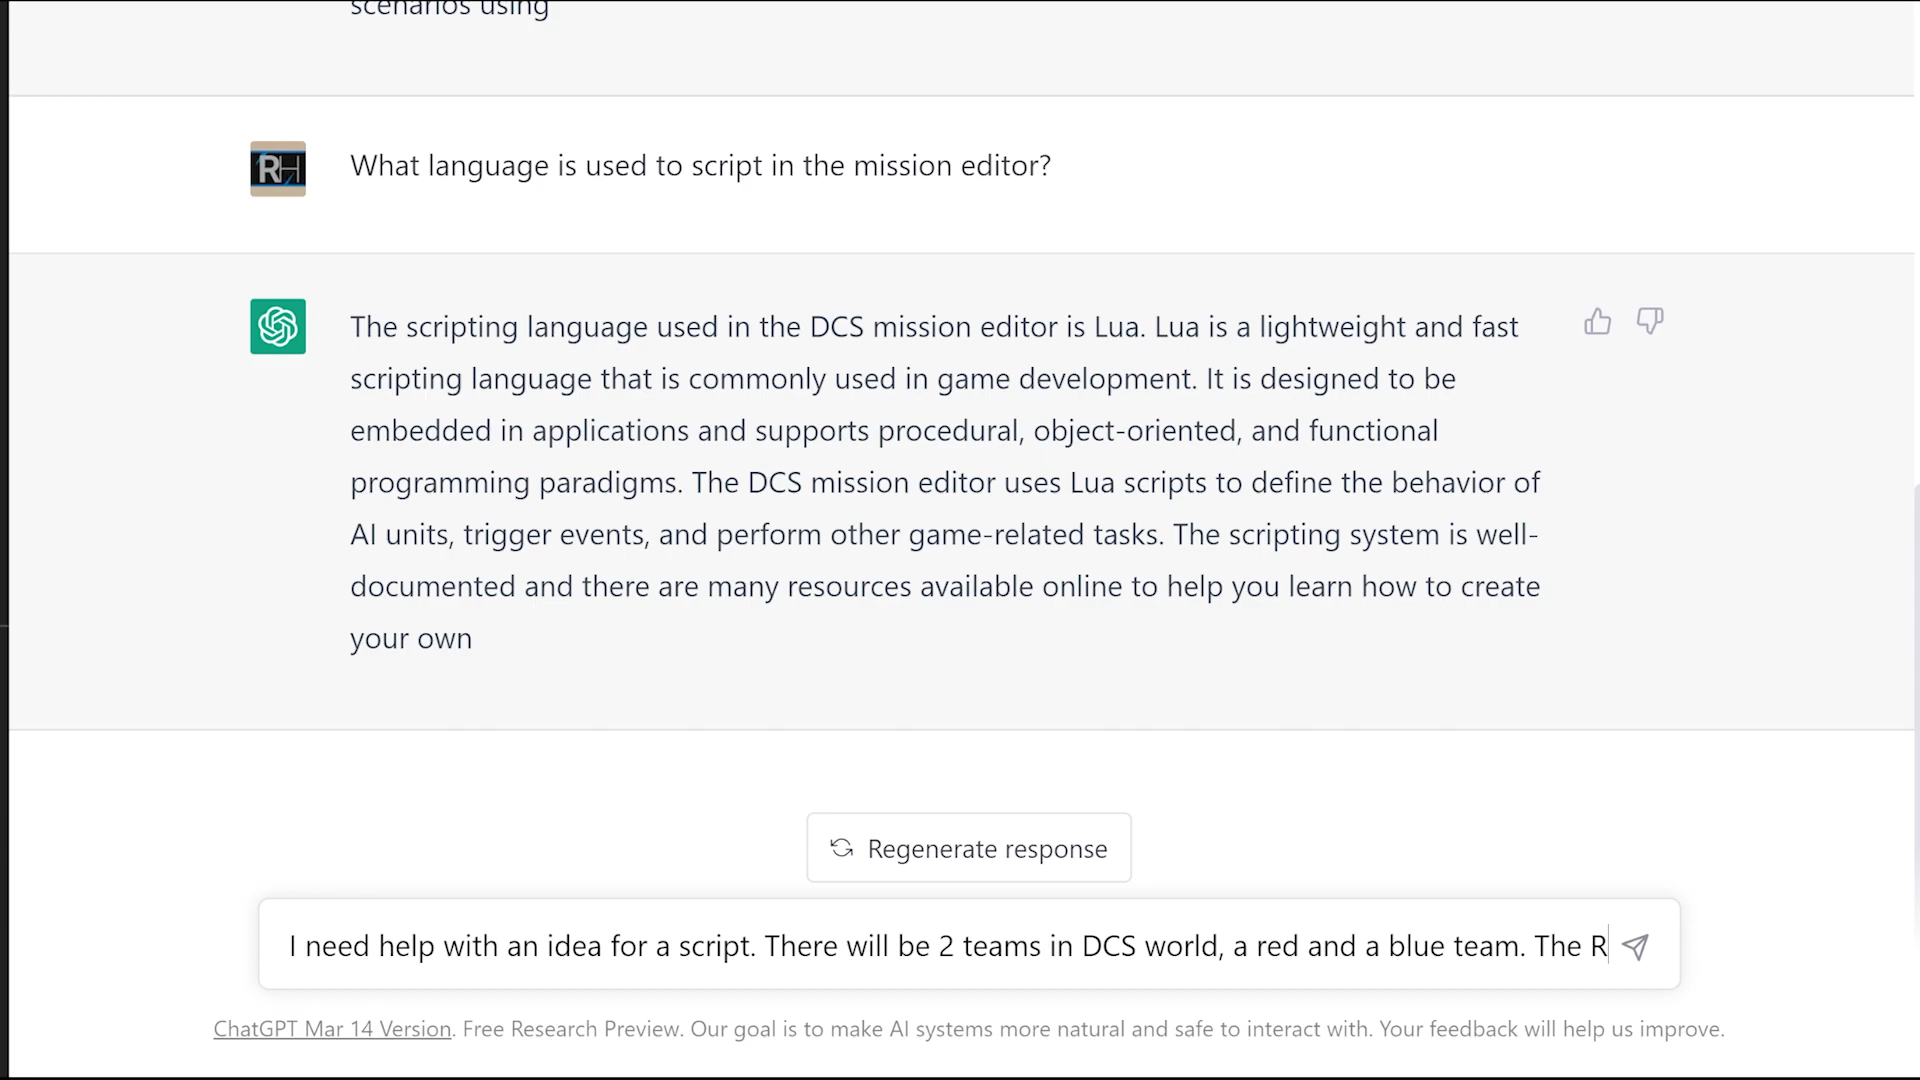 scenarios using
RH
What language is used to script in the mission editor?
The scripting language used in the DCS mission editor is Lua. Lua is a lightweight and fast
scripting language that is commonly used in game development. It is designed to be
embedded in applications and supports procedural, object-oriented, and functional
programming paradigms. The DCS mission editor uses Lua scripts to define the behavior of
AI units, trigger events, and perform other game-related tasks. The scripting system is well-
documented and there are many resources available online to help you learn how to create
your own
Regenerate response
I need help with an idea for a script. There will be 2 teams in DCS world, a red and a blue team. The R
ChatGPT Mar 14 Version. Free Research Preview. Our goal is to make AI systems more natural and safe to interact with. Your feedback will help us improve.